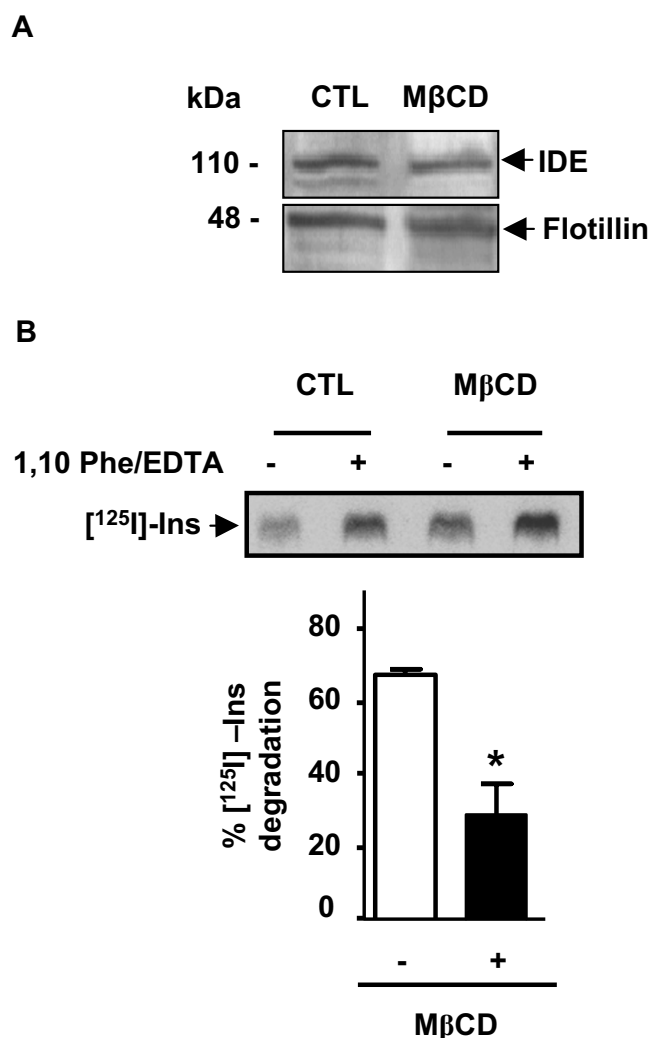 A
kDa CTL MβCD
110 - IDE
48 - Flotillin
B
CTL MβCD
1,10 Phe/EDTA - + - +
[¹²⁵I]-Ins
% [¹²⁵I] –Ins
degradation
80
60
40
20
0
*
- +
MβCD